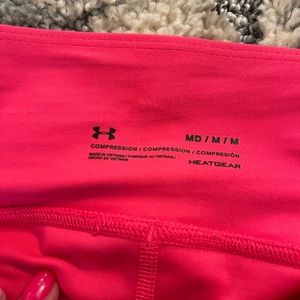 MD / M / M
COMPRESSION / COMPRESSION / COMPRESIÓN
MADE IN VIETNAM / FABRIQUÉ AU VIETNAM /
HECHO EN VIETNAM
HEATGEAR